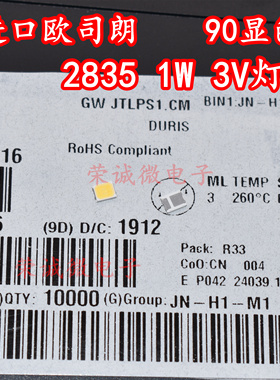 口欧司朗 90显
2835 1W 3V灯
GW JTLPS1.CM BIN1:JN-H1
DURIS
16
RoHS Compliant
荣诚微电子
ML TEMP S
3 260°C
(9D) D/C: 1912
Pack: R33
荣诚微电子
CoO:CN 004
E P042 24039
QTY: 10000 (G)Group: JN-H1-M1